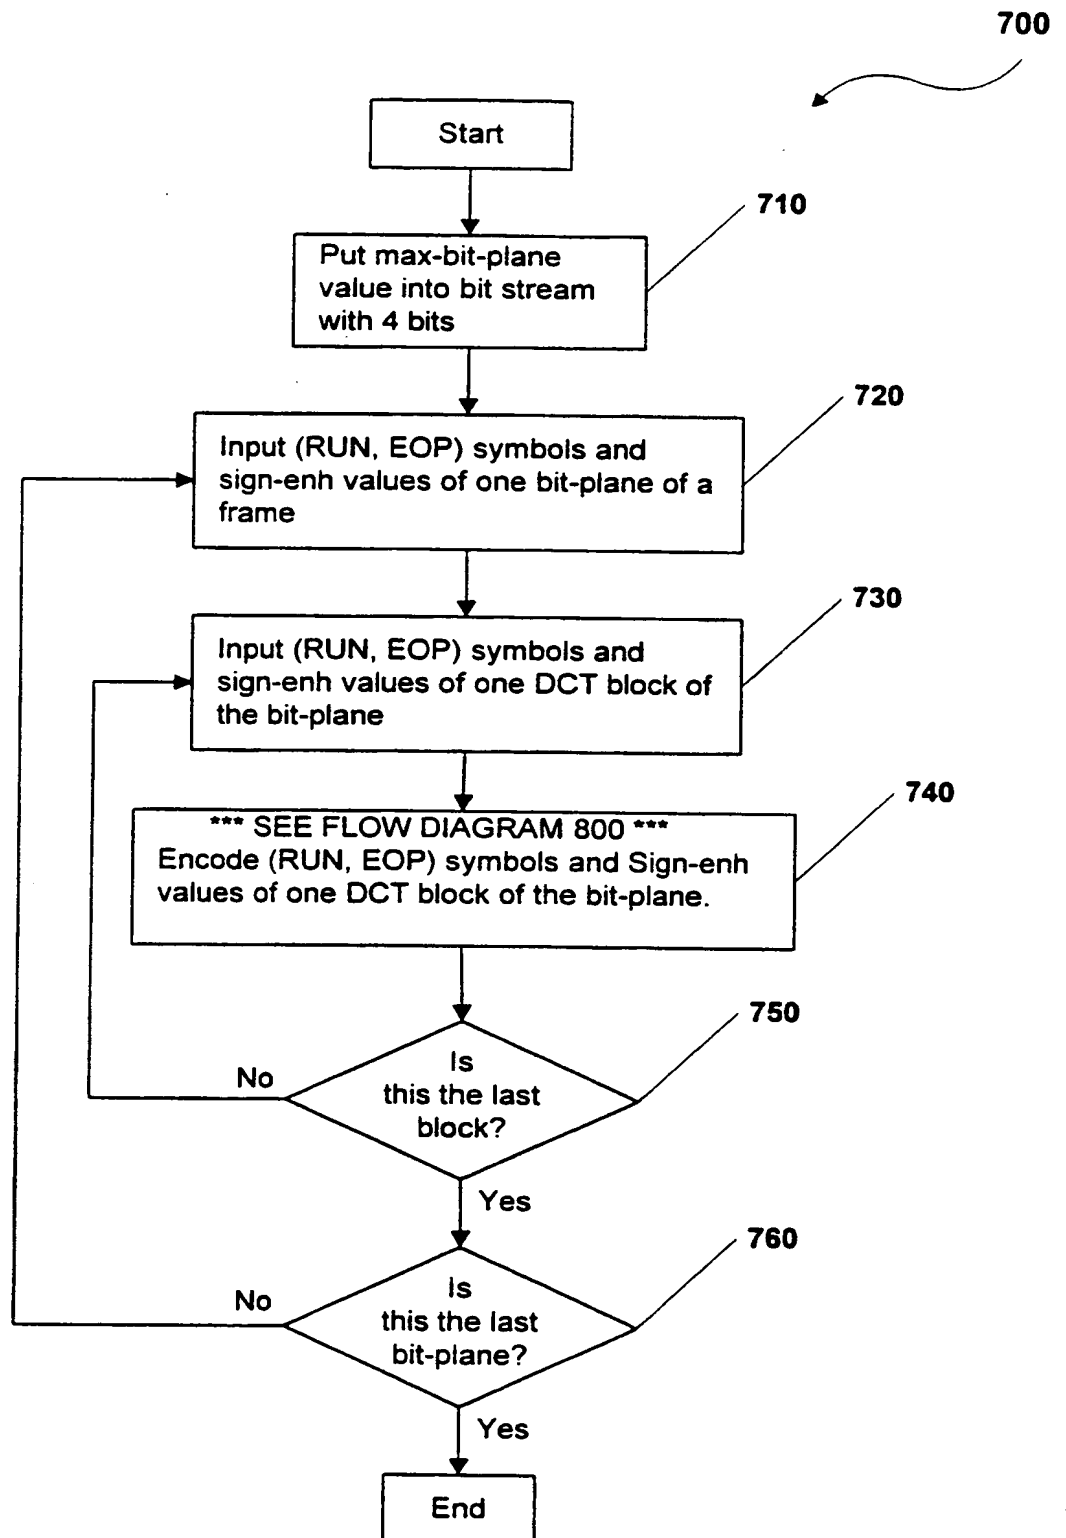 700
Start
710
Put max-bit-plane
value into bit stream
with 4 bits
720
Input (RUN, EOP) symbols and
sign-enh values of one bit-plane of a
frame
730
Input (RUN, EOP) symbols and
sign-enh values of one DCT block of
the bit-plane
740
*** SEE FLOW DIAGRAM 800 ***
Encode (RUN, EOP) symbols and Sign-enh
values of one DCT block of the bit-plane.
750
Is
this the last
block?
No
Yes
760
Is
this the last
bit-plane?
No
Yes
End